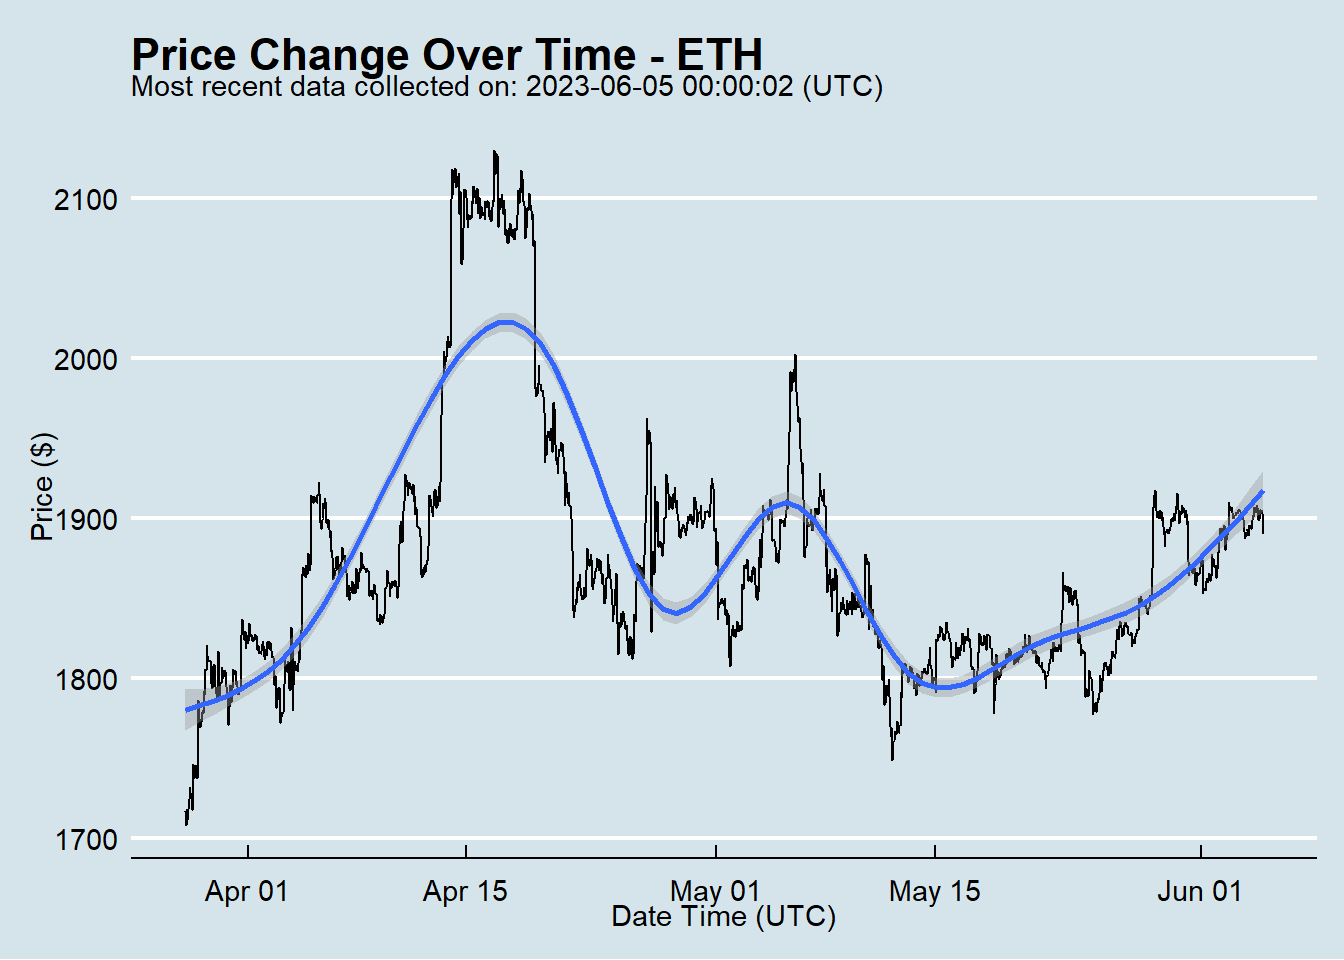 Price Change Over Time - ETH
Most recent data collected on: 2023-06-05 00:00:02 (UTC)
Price ($)
2100
2000
1900
1800
1700
Apr 01
Apr 15
May 01
May 15
Jun 01
Date Time (UTC)